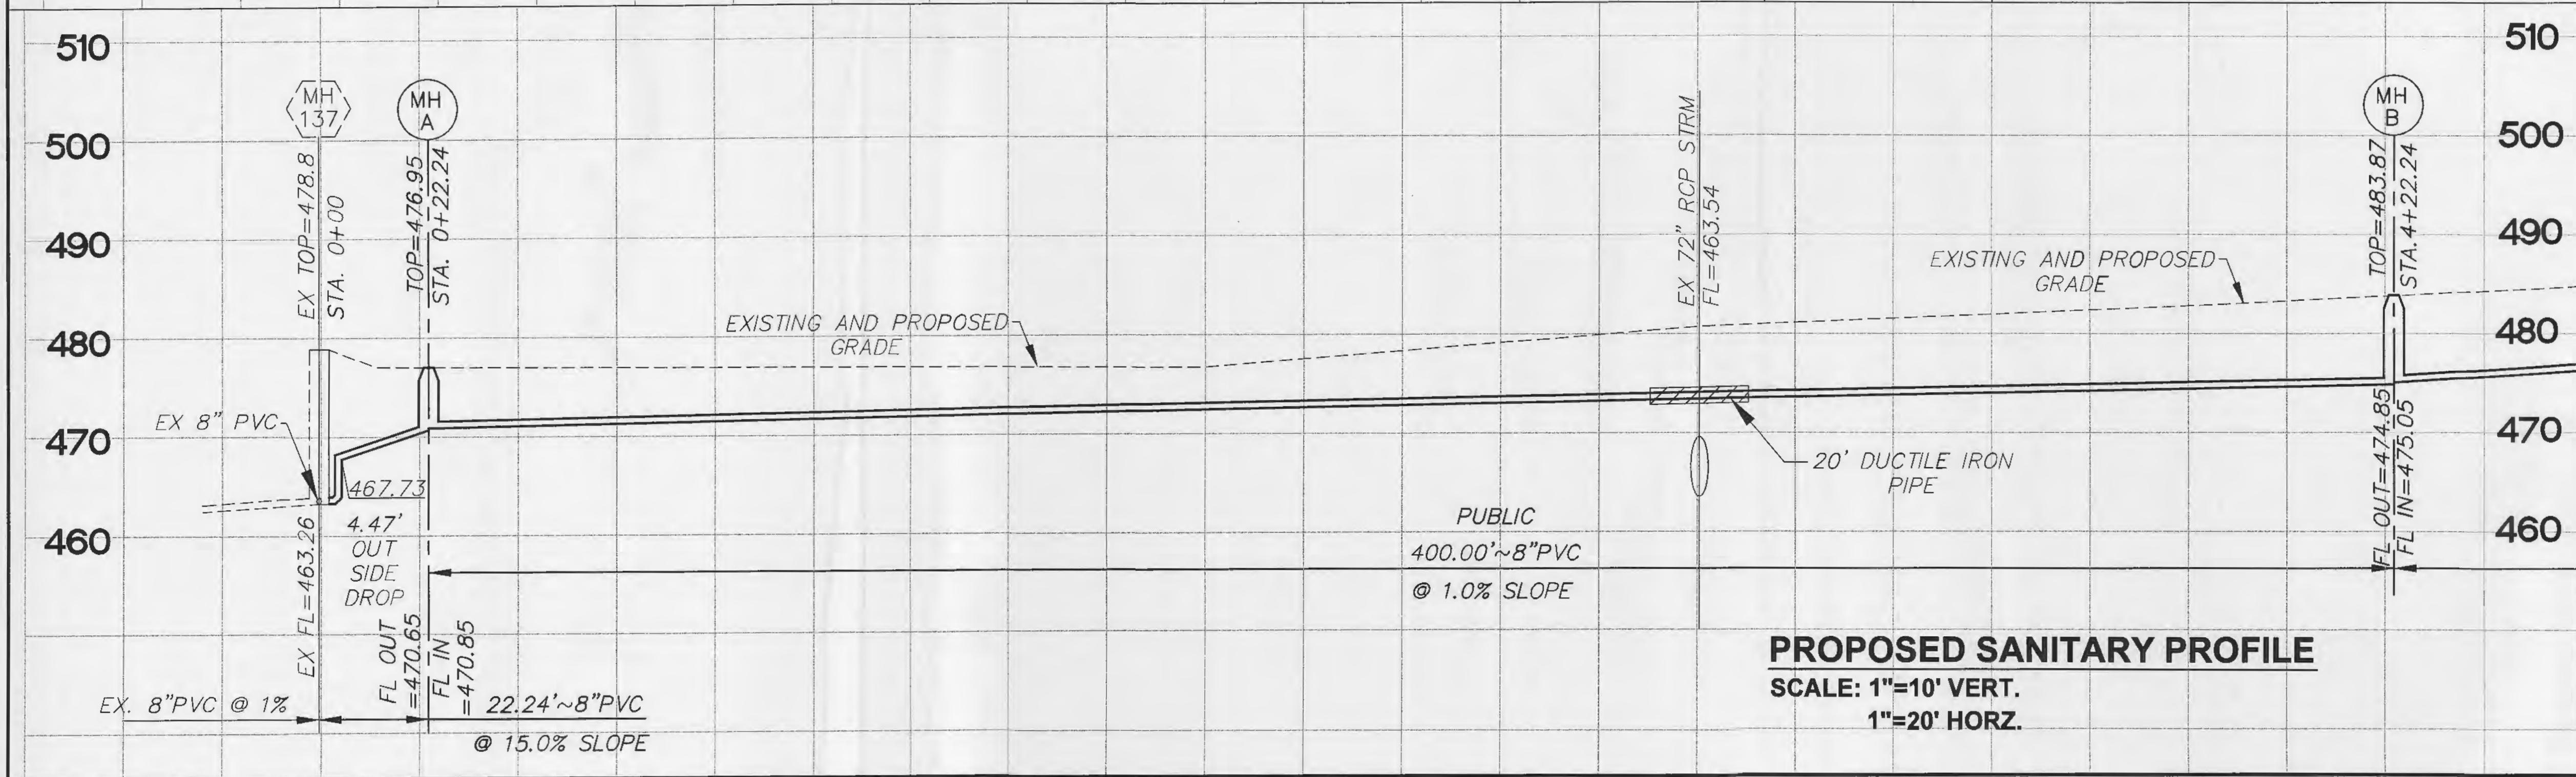 510
500
490
480
470
460
MH
137
EX TOP=478.8
STA. 0+00
MH
A
TOP=476.95
STA. 0+22.24
EX 8" PVC
467.73
4.47'
OUT
SIDE
DROP
EX FL=463.26
FL OUT
=470.65
FL IN
=470.85
EX. 8"PVC @ 1%
22.24'~8"PVC
@ 15.0% SLOPE
EXISTING AND PROPOSED
GRADE
EX 72" RCP STRM
FL=463.54
20' DUCTILE IRON
PIPE
PUBLIC
400.00'~8"PVC
@ 1.0% SLOPE
EXISTING AND PROPOSED
GRADE
MH
B
TOP=483.87
STA.4+22.24
FL OUT=474.85
FL IN=475.05
510
500
490
480
470
460
PROPOSED SANITARY PROFILE
SCALE: 1"=10' VERT.
1"=20' HORZ.